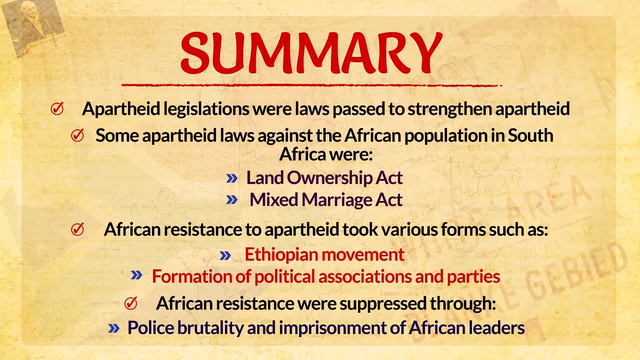 SUMMARY
Apartheid legislations were laws passed to strengthen apartheid
Some apartheid laws against the African population in South
Africa were:
» Land Ownership Act
» Mixed Marriage Act
African resistance to apartheid took various forms such as:
» Ethiopian movement
» Formation of political associations and parties
African resistance were suppressed through:
» Police brutality and imprisonment of African leaders
AREA
GEBIED